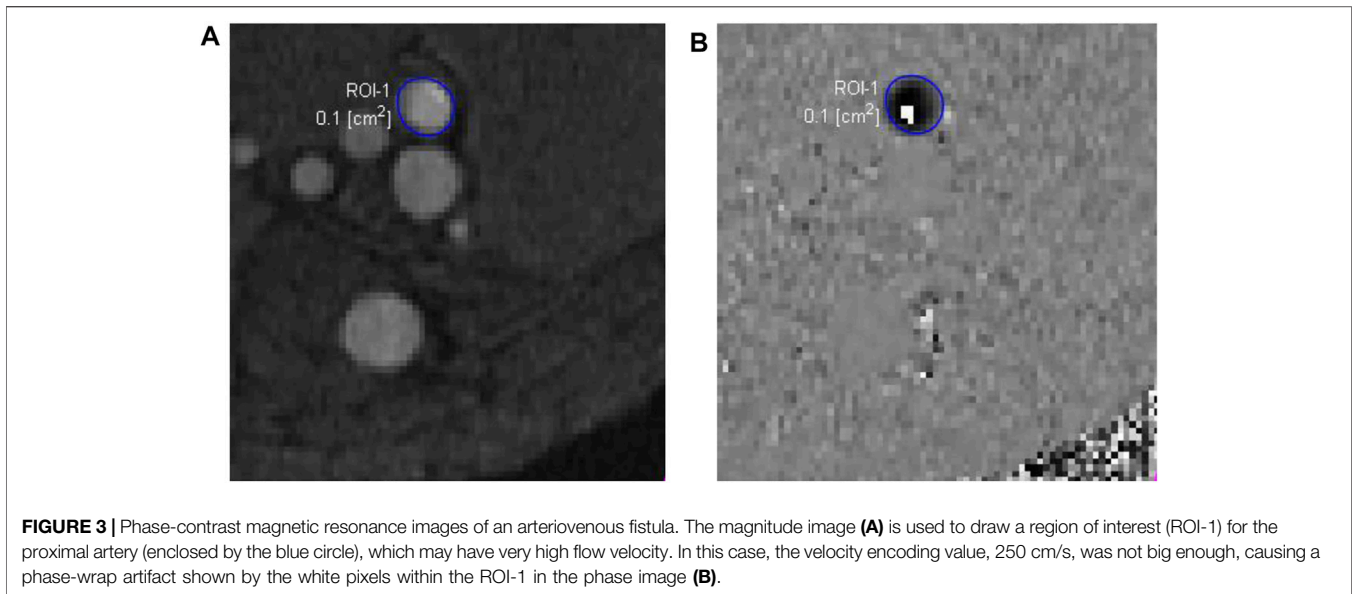 A
B
ROI-1
0.1 [cm²]
ROI-1
0.1 [cm²]
FIGURE 3 | Phase-contrast magnetic resonance images of an arteriovenous fistula. The magnitude image (A) is used to draw a region of interest (ROI-1) for the
proximal artery (enclosed by the blue circle), which may have very high flow velocity. In this case, the velocity encoding value, 250 cm/s, was not big enough, causing a
phase-wrap artifact shown by the white pixels within the ROI-1 in the phase image (B).